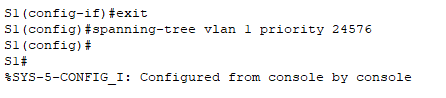 S1(config-if)#exit
S1(config)#spanning-tree vlan 1 priority 24576
S1(config)#
S1#
%SYS-5-CONFIG_I: Configured from console by console